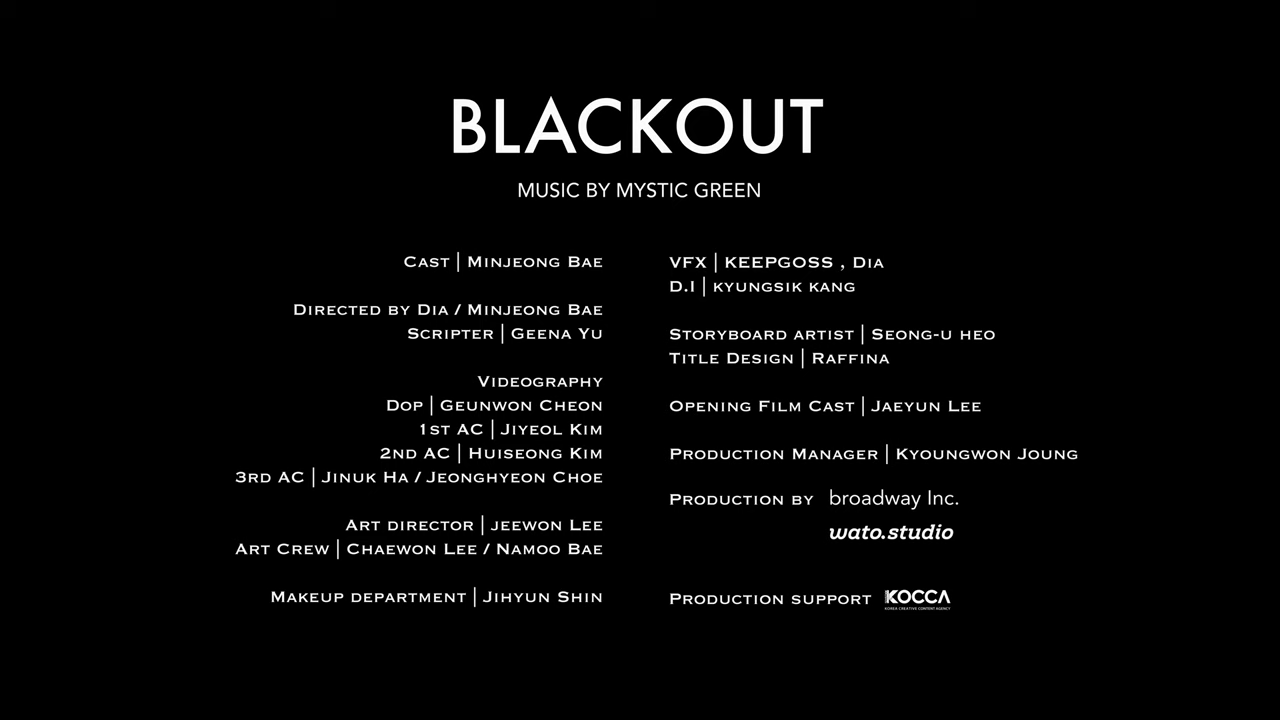 BLACKOUT
MUSIC BY MYSTIC GREEN
CAST | MINJEONG BAE
DIRECTED BY DIA / MINJEONG BAE
SCRIPTER | GEENA YU
VIDEOGRAPHY
DOP | GEUNWON CHEON
1ST AC | JIYEOL KIM
2ND AC | HUISEONG KIM
3RD AC | JINUK HA / JEONGHYEON CHOE
ART DIRECTOR | JEEWON LEE
ART CREW | CHAEWON LEE / NAMOO BAE
MAKEUP DEPARTMENT | JIHYUN SHIN
VFX | KEEPGOSS , DIA
D.I | KYUNGSIK KANG
STORYBOARD ARTIST | SEONG-U HEO
TITLE DESIGN | RAFFINA
OPENING FILM CAST | JAEYUN LEE
PRODUCTION MANAGER | KYOUNGWON JOUNG
PRODUCTION BY broadway Inc.
wato.studio
PRODUCTION SUPPORT KOCCA
KOREA CREATIVE CONTENT AGENCY